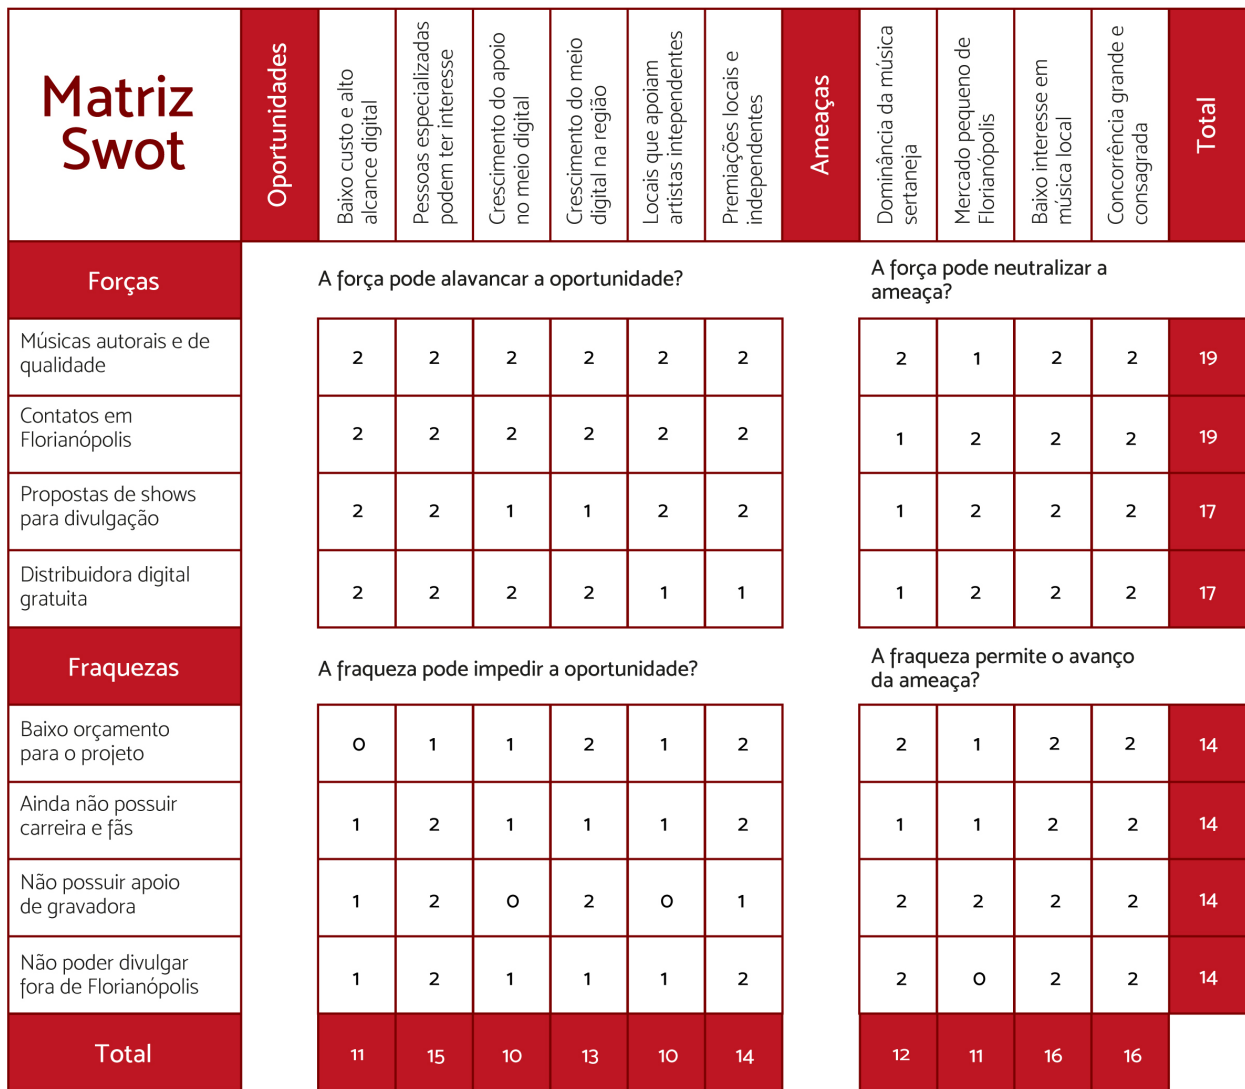 Matriz
Swot
Oportunidades
Baixo custo e alto
alcance digital
Pessoas especializadas
podem ter interesse
Crescimento do apoio
no meio digital
Crescimento do meio
digital na região
Locais que apoiam
artistas intependentes
Premiações locais e
independentes
Ameaças
Dominância da música
sertaneja
Mercado pequeno de
Florianópolis
Baixo interesse em
música local
Concorrência grande e
consagrada
Total
Forças
A força pode alavancar a oportunidade?
A força pode neutralizar a
ameaça?
Músicas autorais e de
qualidade
2 2 2 2 2 2 2 1 2 2 19
Contatos em
Florianópolis
2 2 2 2 2 2 1 2 2 2 19
Propostas de shows
para divulgação
2 2 1 1 2 2 1 2 2 2 17
Distribuidora digital
gratuita
2 2 2 2 1 1 1 2 2 2 17
Fraquezas
A fraqueza pode impedir a oportunidade?
A fraqueza permite o avanço
da ameaça?
Baixo orçamento
para o projeto
0 1 1 2 1 2 2 1 2 2 14
Ainda não possuir
carreira e fãs
1 2 1 1 1 2 1 1 2 2 14
Não possuir apoio
de gravadora
1 2 0 2 0 1 2 2 2 2 14
Não poder divulgar
fora de Florianópolis
1 2 1 1 1 2 2 0 2 2 14
Total
11 15 10 13 10 14 12 11 16 16